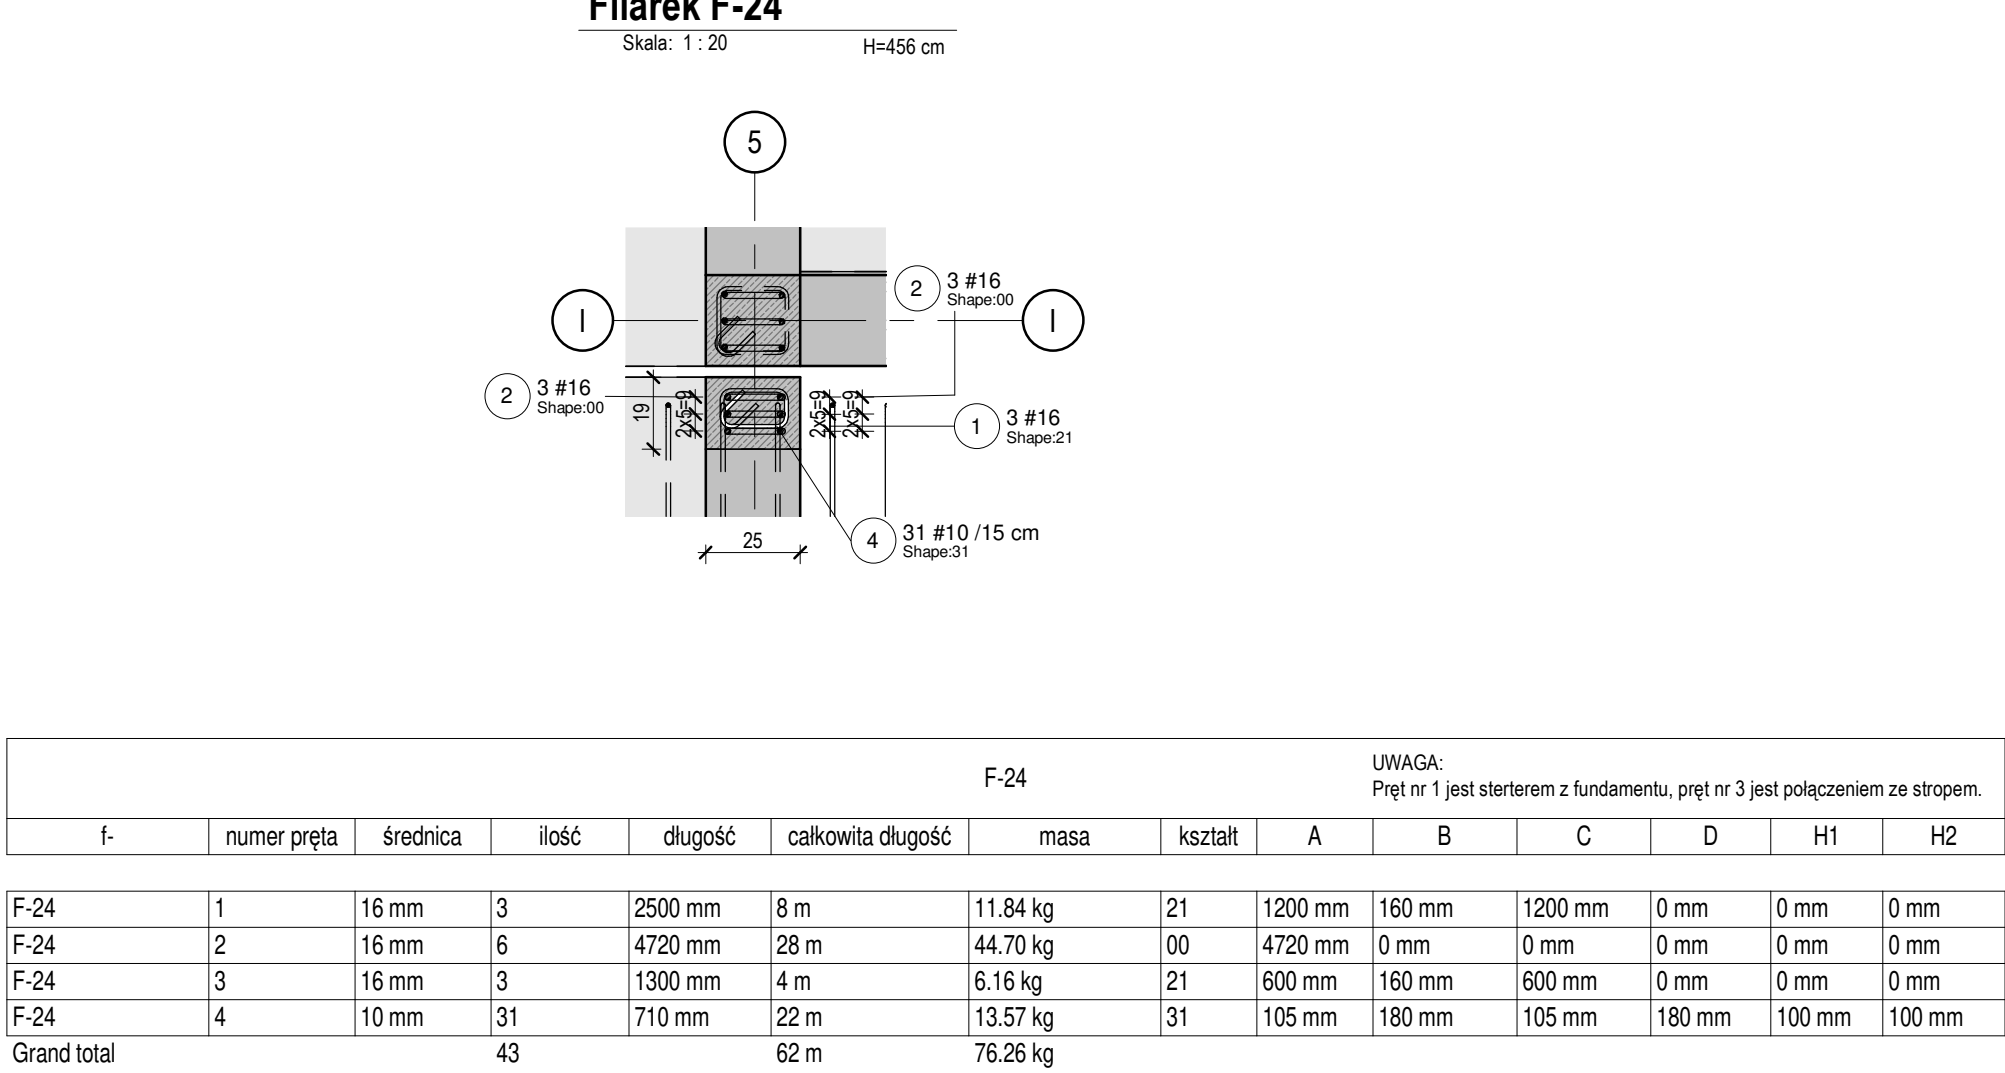 Filarek F-24
Skala: 1 : 20 H=456 cm
5
2 3 #16
Shape:00
I I
2 3 #16
Shape:00
19 2x5=9 2x5=9 2x5=9
1 3 #16
Shape:21
25
4 31 #10 /15 cm
Shape:31
F-24
UWAGA:
Pręt nr 1 jest sterterem z fundamentu, pręt nr 3 jest połączeniem ze stropem.
f- numer pręta średnica ilość długość całkowita długość masa kształt A B C D H1 H2
F-24 1 16 mm 3 2500 mm 8 m 11.84 kg 21 1200 mm 160 mm 1200 mm 0 mm 0 mm 0 mm
F-24 2 16 mm 6 4720 mm 28 m 44.70 kg 00 4720 mm 0 mm 0 mm 0 mm 0 mm 0 mm
F-24 3 16 mm 3 1300 mm 4 m 6.16 kg 21 600 mm 160 mm 600 mm 0 mm 0 mm 0 mm
F-24 4 10 mm 31 710 mm 22 m 13.57 kg 31 105 mm 180 mm 105 mm 180 mm 100 mm 100 mm
Grand total 43 62 m 76.26 kg